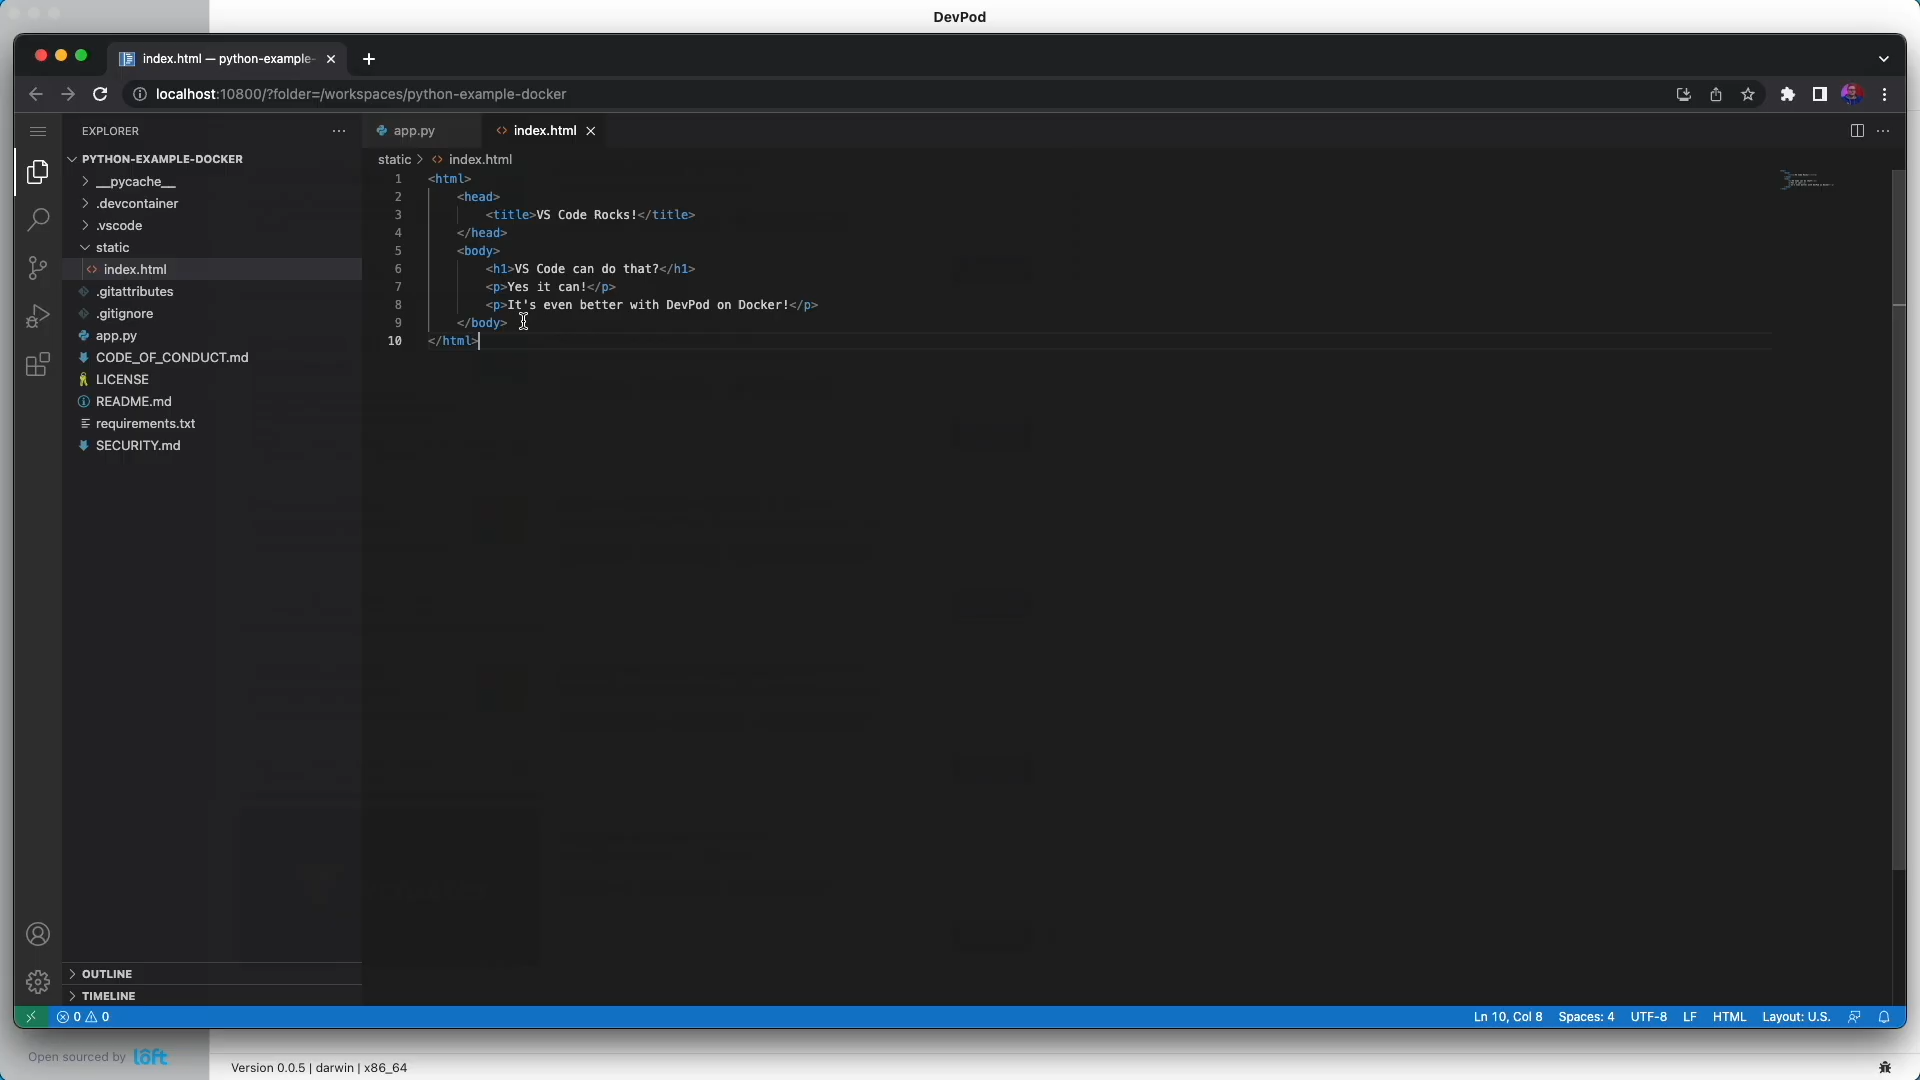 DevPod
index.html — python-example-
localhost:10800/?folder=/workspaces/python-example-docker
EXPLORER
PYTHON-EXAMPLE-DOCKER
__pycache__
.devcontainer
.vscode
static
index.html
.gitattributes
.gitignore
app.py
CODE_OF_CONDUCT.md
LICENSE
README.md
requirements.txt
SECURITY.md
OUTLINE
TIMELINE
app.py
index.html
static > index.html
1 <html>
2 <head>
3 <title>VS Code Rocks!</title>
4 </head>
5 <body>
6 <h1>VS Code can do that?</h1>
7 <p>Yes it can!</p>
8 <p>It's even better with DevPod on Docker!</p>
9 </body>
10 </html>
0 0
Ln 10, Col 8 Spaces: 4 UTF-8 LF HTML Layout: U.S.
Open sourced by loft
Version 0.0.5 | darwin | x86_64